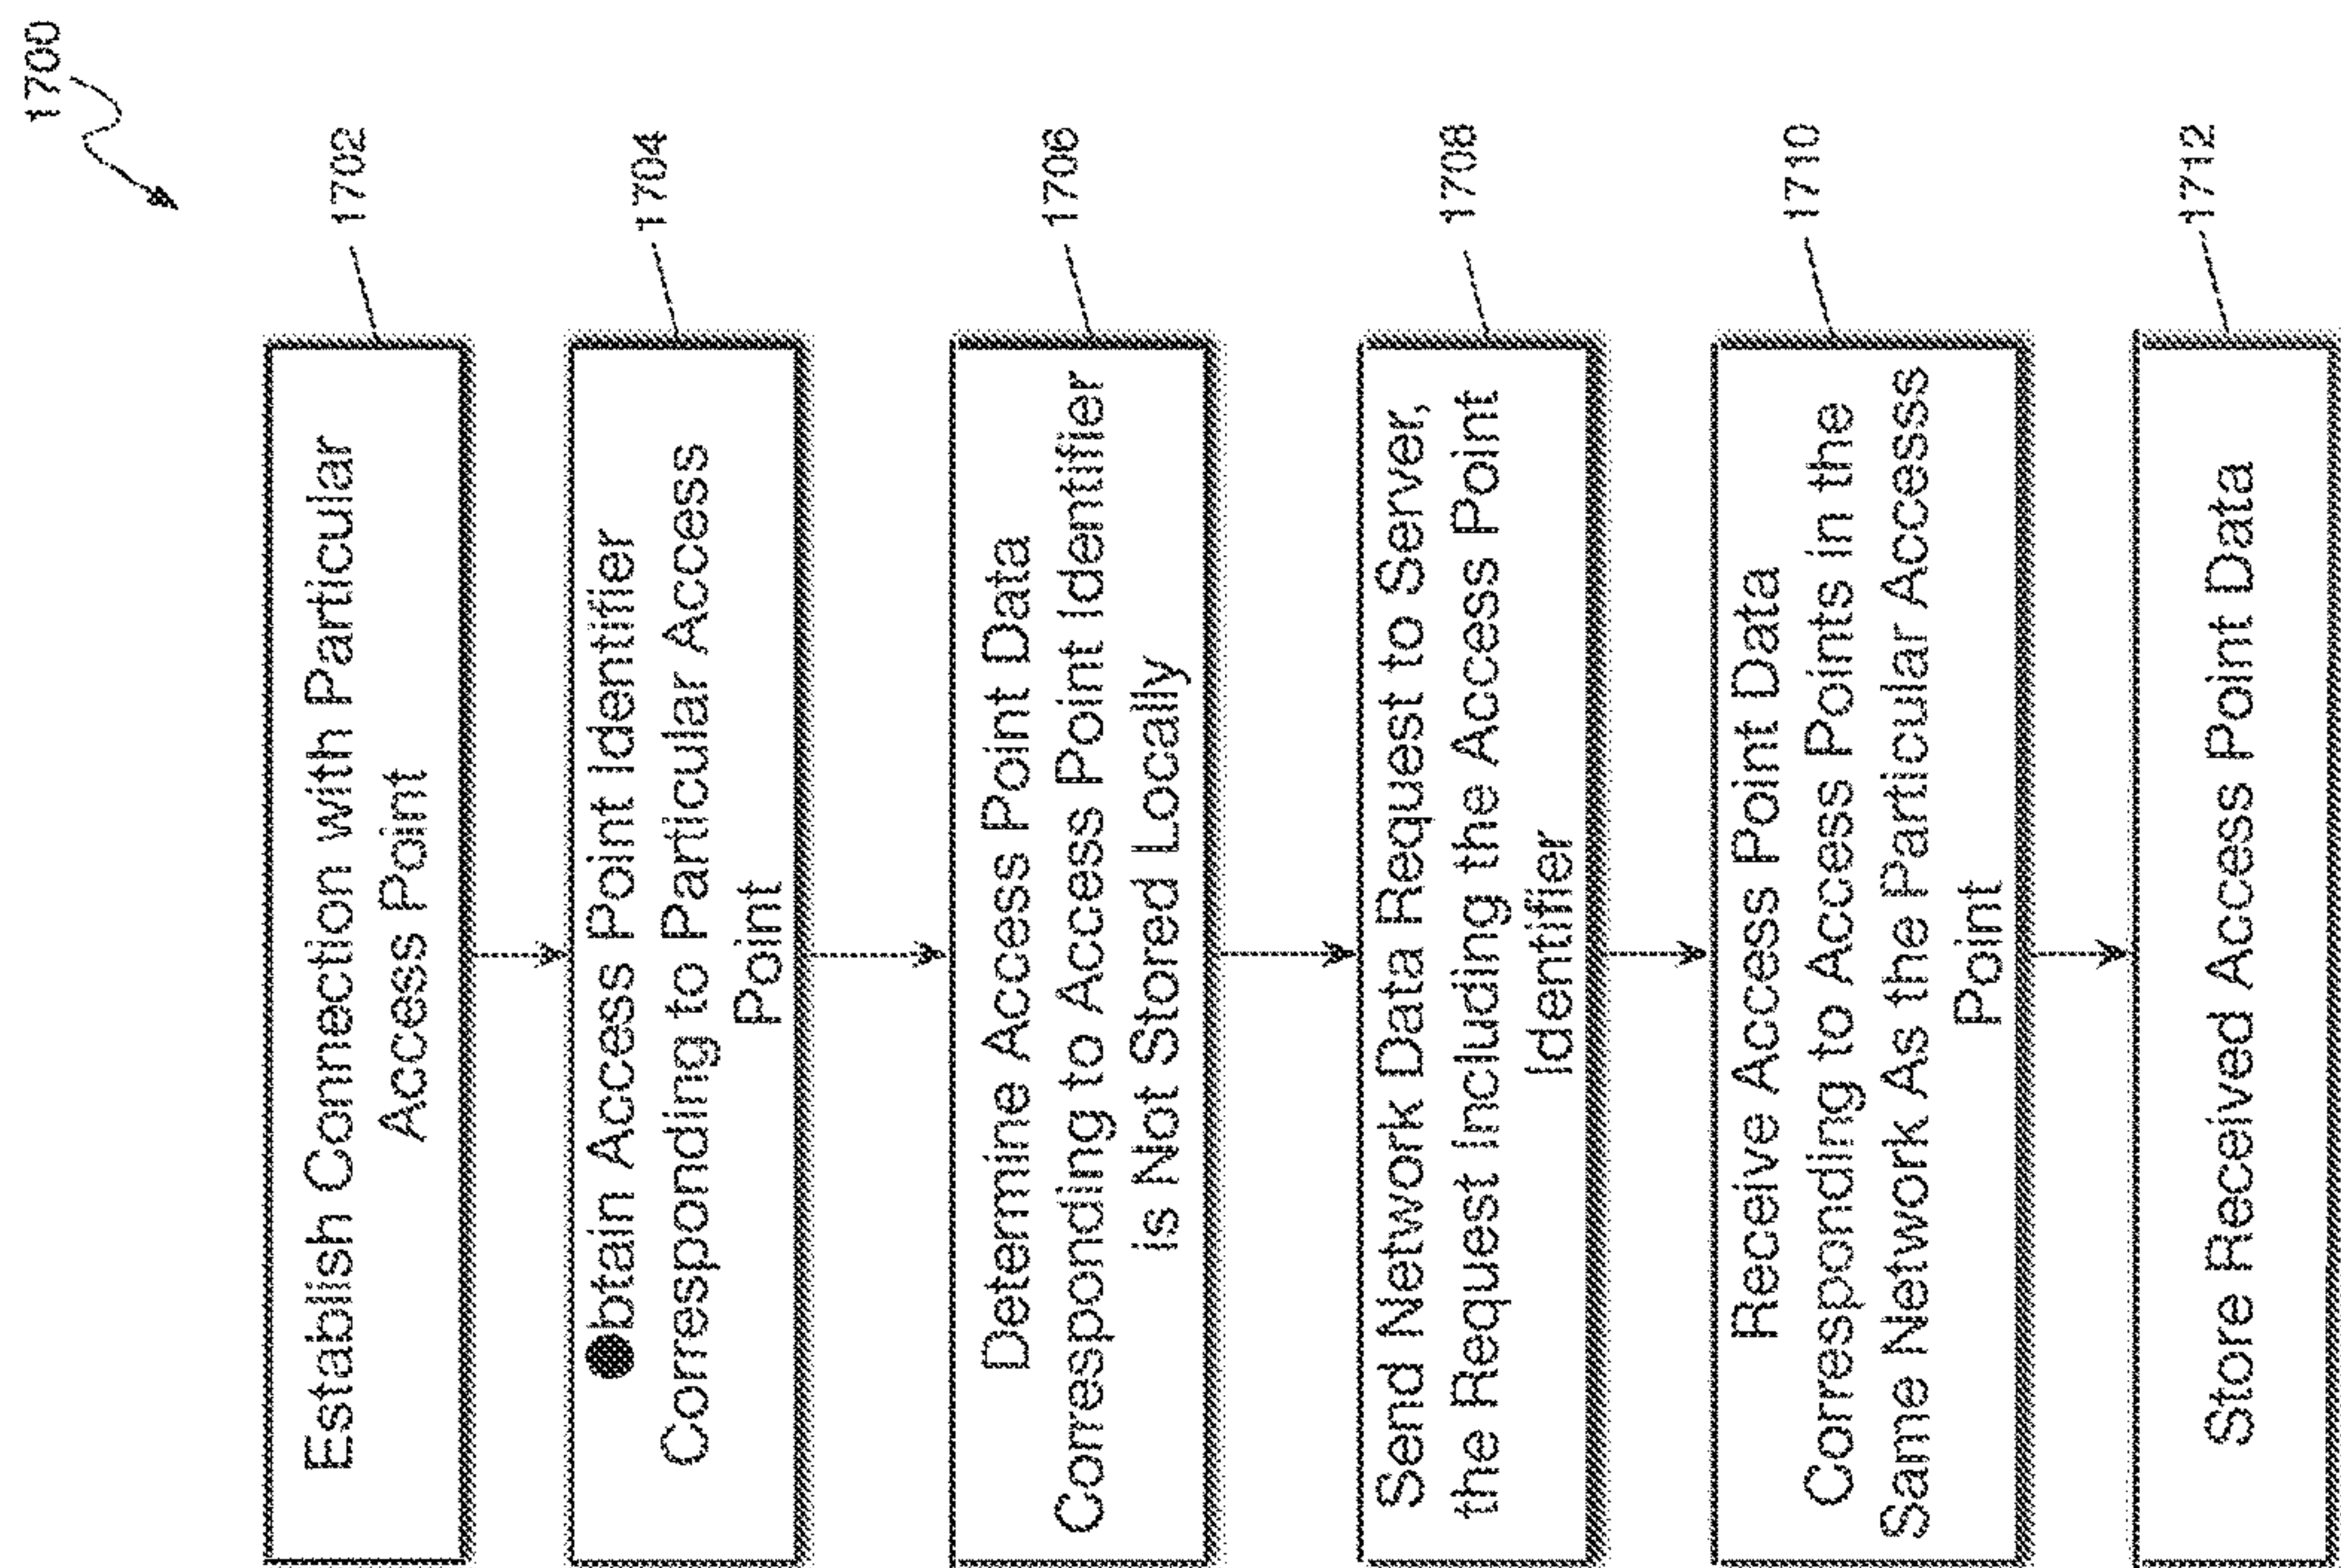 1700
Establish Connection with Particular
Access Point
1702
Obtain Access Point Identifier
Corresponding to Particular Access
Point
1704
Determine Access Point Data
Corresponding to Access Point Identifier
is Not Stored Locally
1706
Send Network Data Request to Server,
the Request Including the Access Point
Identifier
1708
Receive Access Point Data
Corresponding to Access Points in the
Same Network As the Particular Access
Point
1710
Store Received Access Point Data
1712